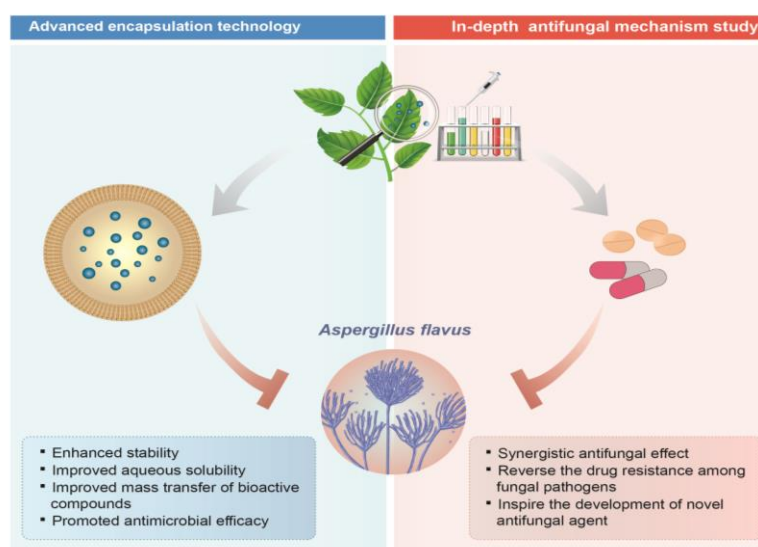 Advanced encapsulation technology
In-depth antifungal mechanism study
Aspergillus flavus
▪ Enhanced stability
▪ Improved aqueous solubility
▪ Improved mass transfer of bioactive
compounds
▪ Promoted antimicrobial efficacy
▪ Synergistic antifungal effect
▪ Reverse the drug resistance among
fungal pathogens
▪ Inspire the development of novel
antifungal agent